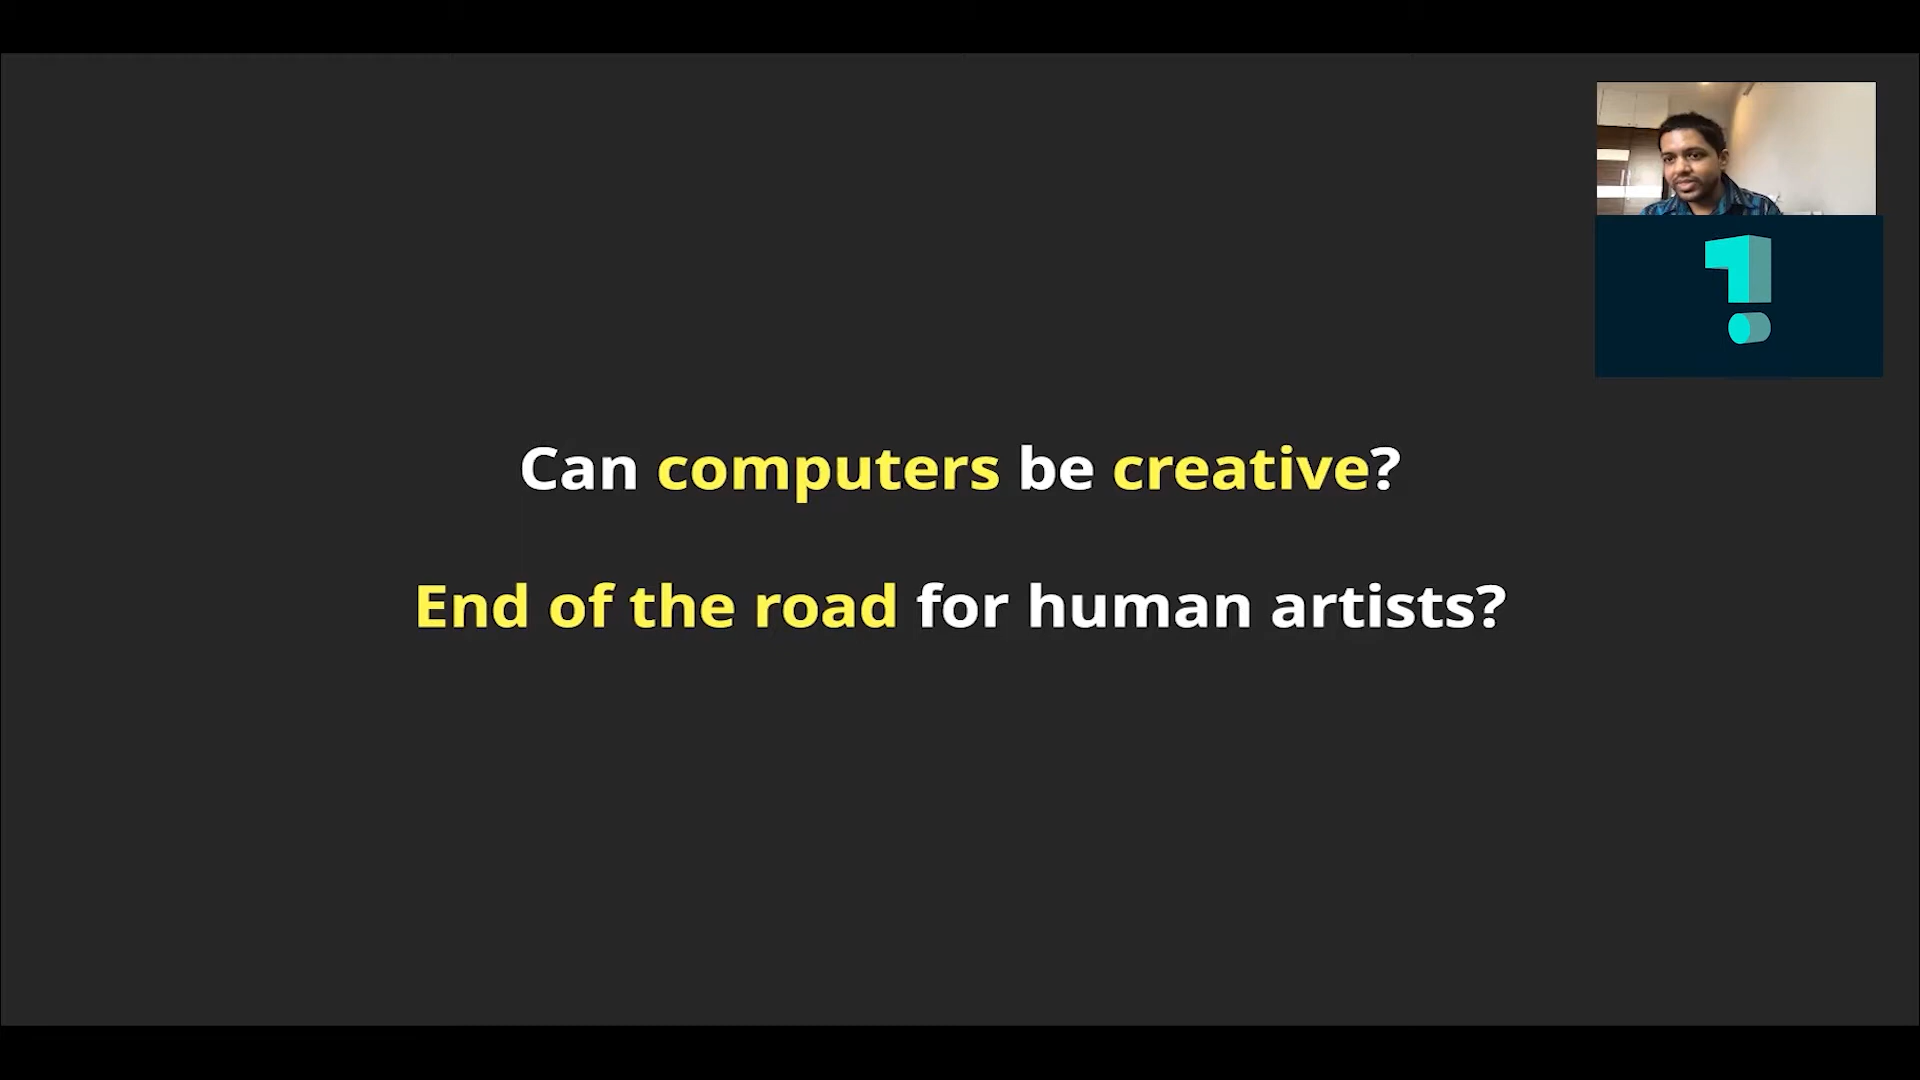 Can computers be creative?
End of the road for human artists?